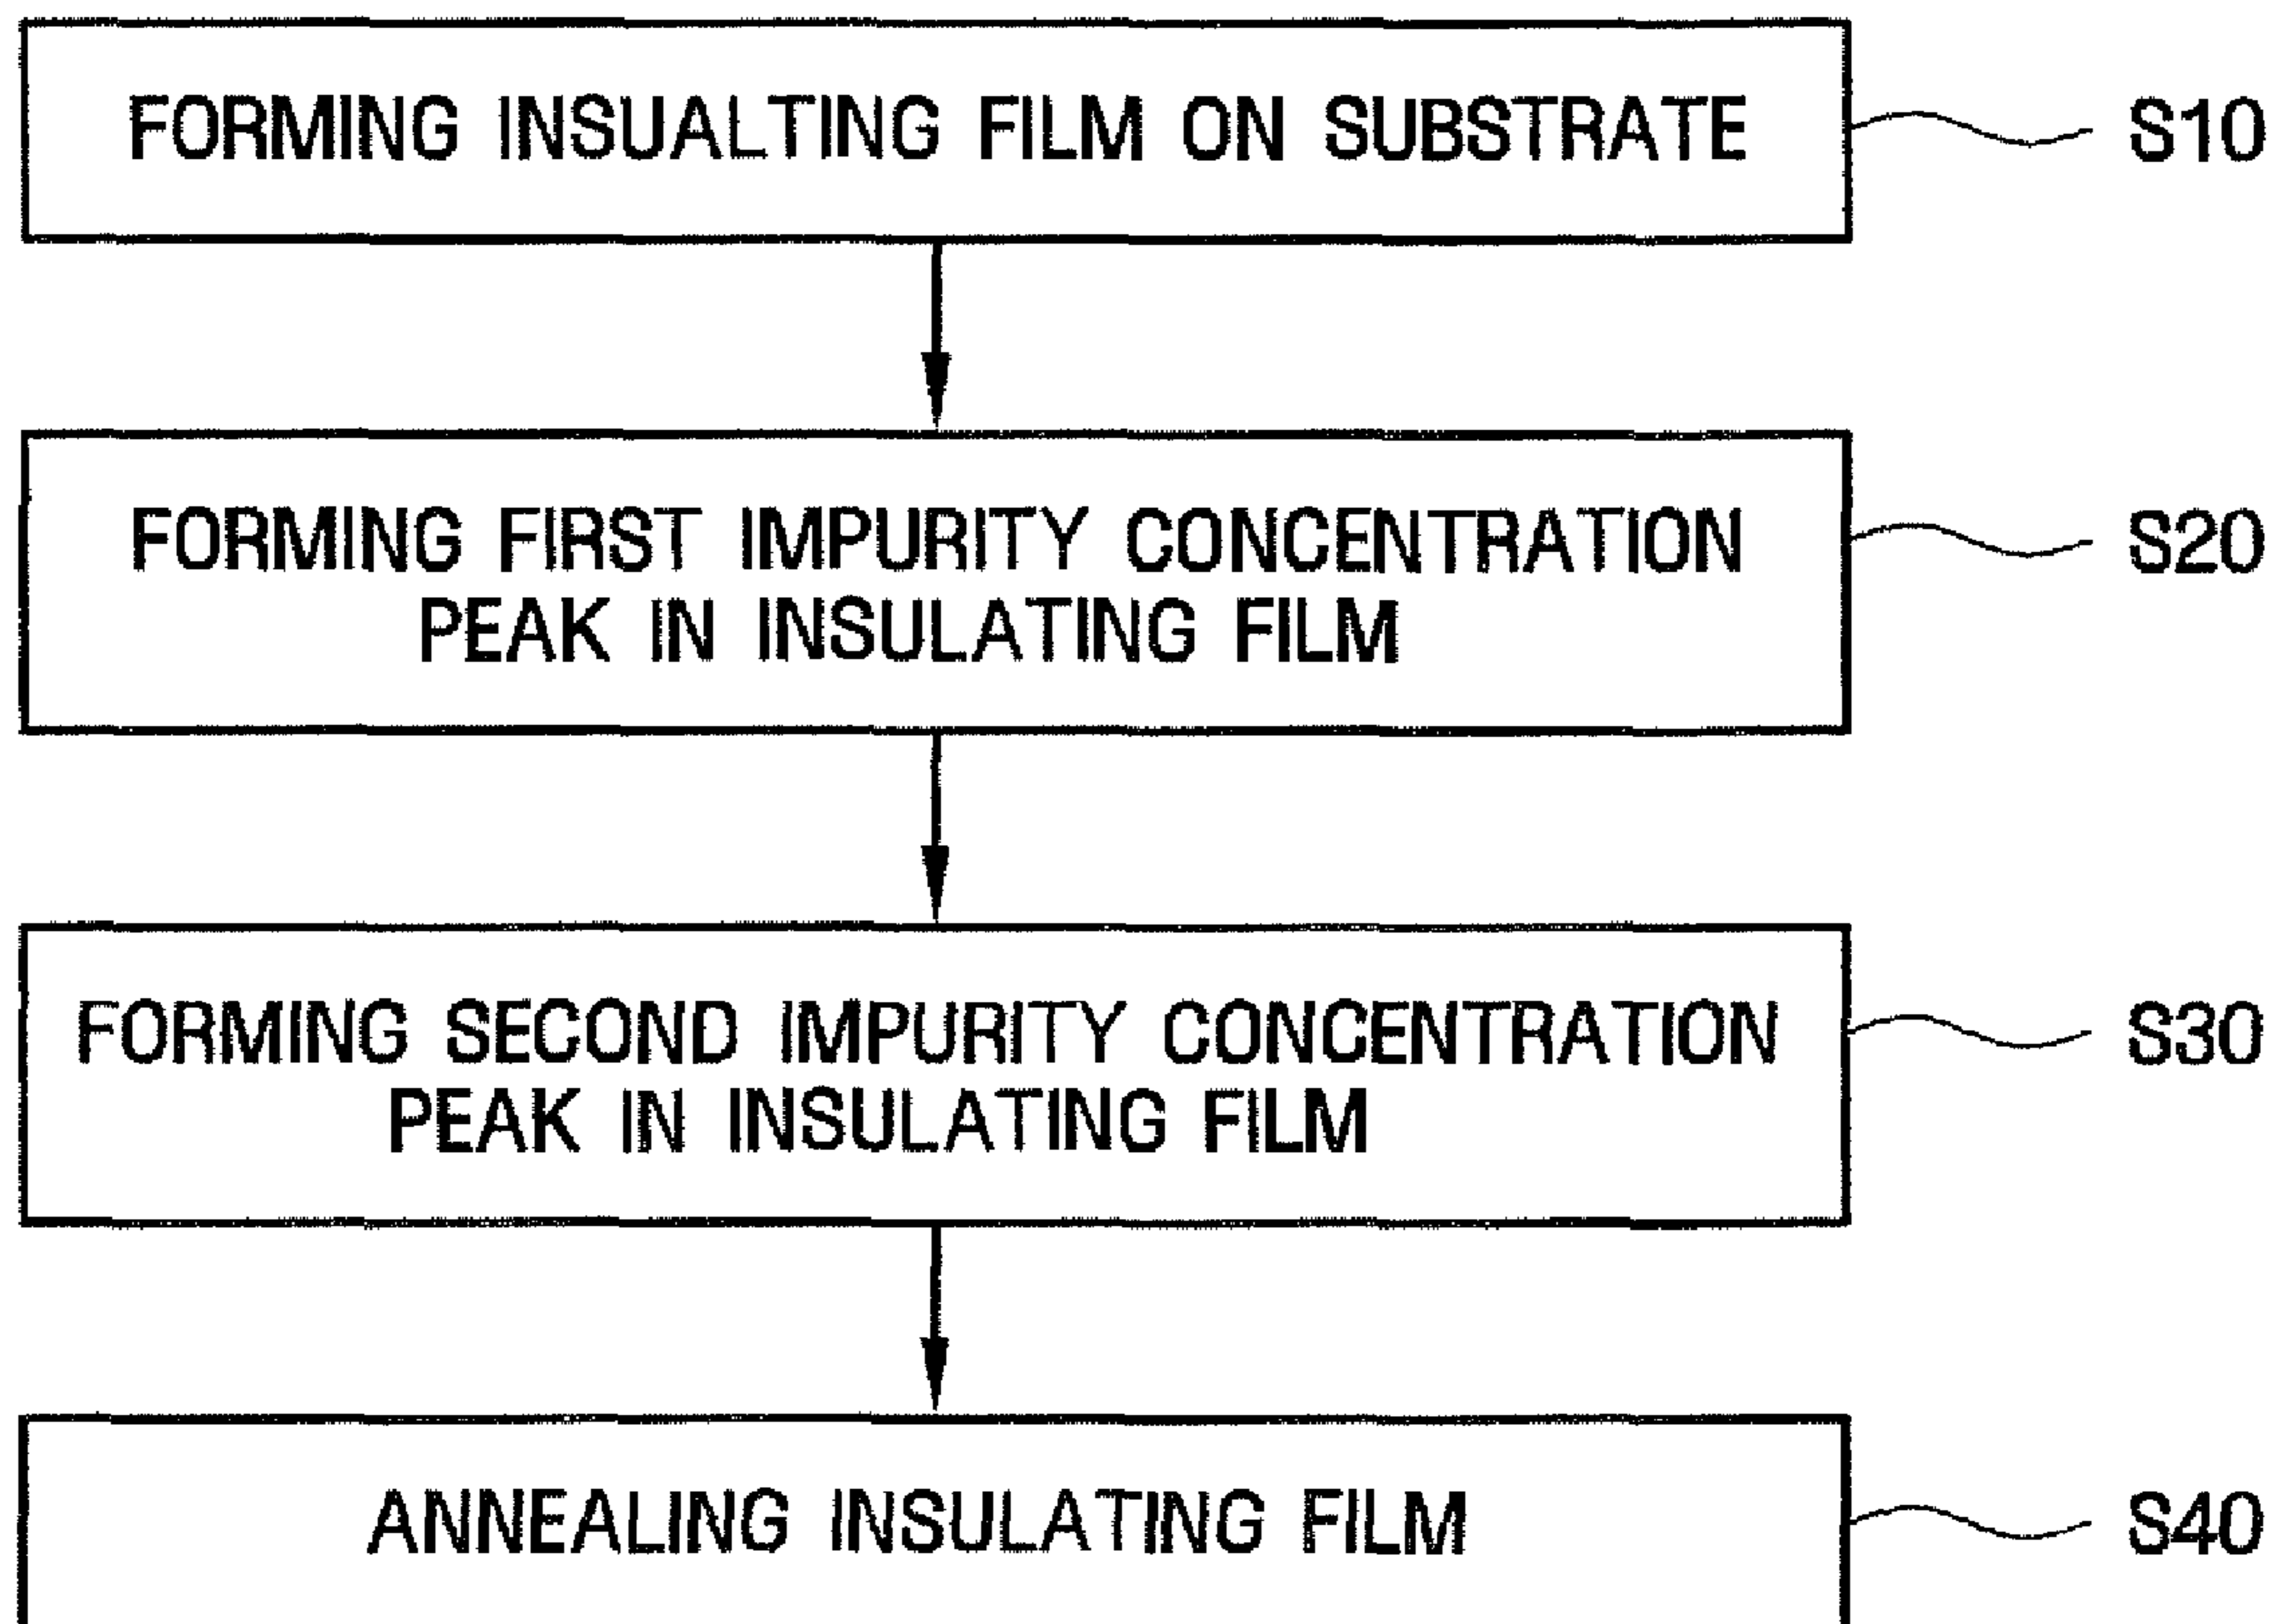 FORMING INSUALTING FILM ON SUBSTRATE
S10
FORMING FIRST IMPURITY CONCENTRATION
PEAK IN INSULATING FILM
S20
FORMING SECOND IMPURITY CONCENTRATION
PEAK IN INSULATING FILM
S30
ANNEALING INSULATING FILM
S40